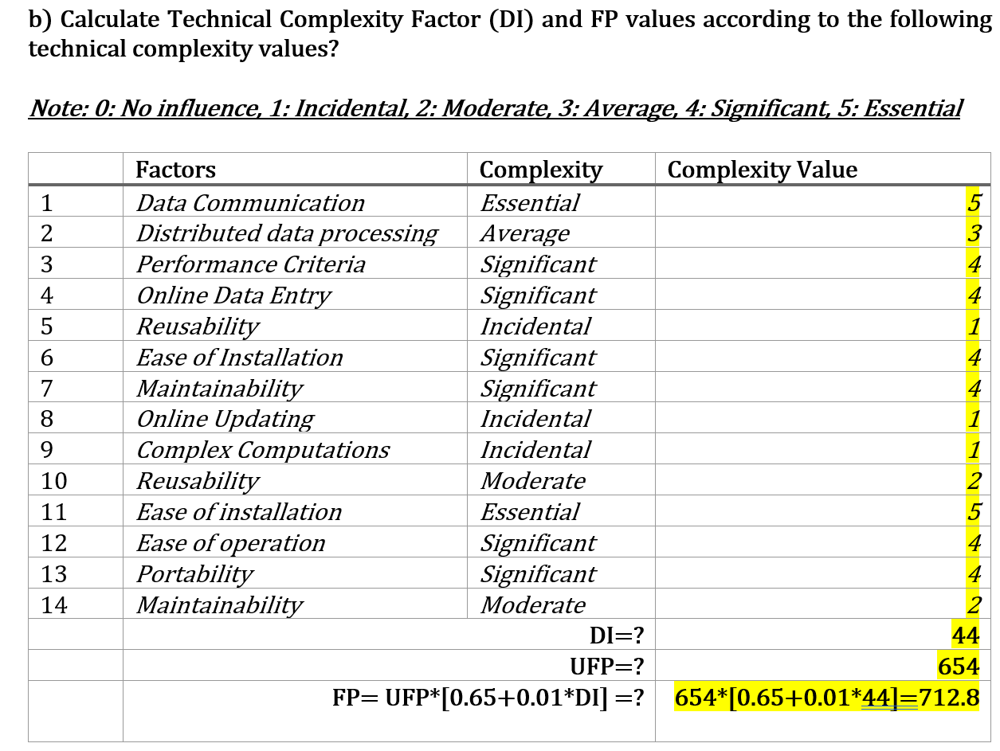 b) Calculate Technical Complexity Factor (DI) and FP values according to the following
technical complexity values?
Note: 0: No influence, 1: Incidental, 2: Moderate, 3: Average, 4: Significant, 5: Essential
Factors Complexity Complexity Value
1 Data Communication Essential 5
2 Distributed data processing Average 3
3 Performance Criteria Significant 4
4 Online Data Entry Significant 4
5 Reusability Incidental 1
6 Ease of Installation Significant 4
7 Maintainability Significant 4
8 Online Updating Incidental 1
9 Complex Computations Incidental 1
10 Reusability Moderate 2
11 Ease of installation Essential 5
12 Ease of operation Significant 4
13 Portability Significant 4
14 Maintainability Moderate 2
DI=? 44
UFP=? 654
FP= UFP*[0.65+0.01*DI] =? 654*[0.65+0.01*44]=712.8